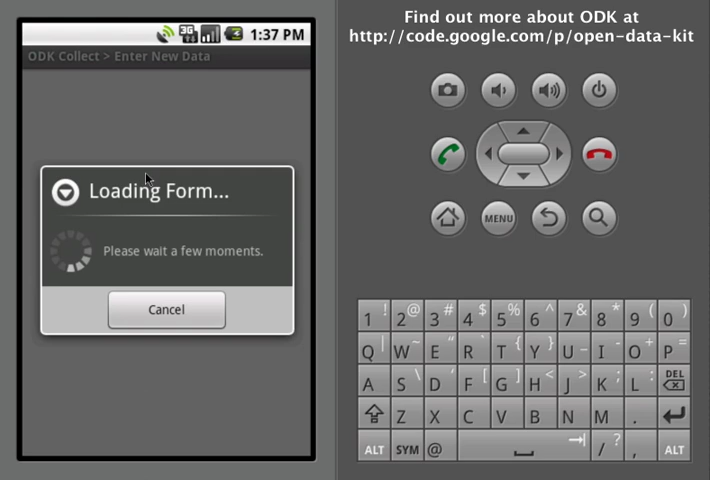 3G 1:37 PM
ODK Collect > Enter New Data
Loading Form...
Please wait a few moments.
Cancel
Find out more about ODK at
http://code.google.com/p/open-data-kit
MENU
1 ! 2 @ 3 # 4 $ 5 % 6 ^ 7 & 8 * 9 ( 0 )
Q | W ~ E " R ` T { Y } U _ I - O + P =
A S \ D ' F [ G ] H < J > K ; L : DEL
Z X C V B N M .
ALT SYM @ / ? , ALT